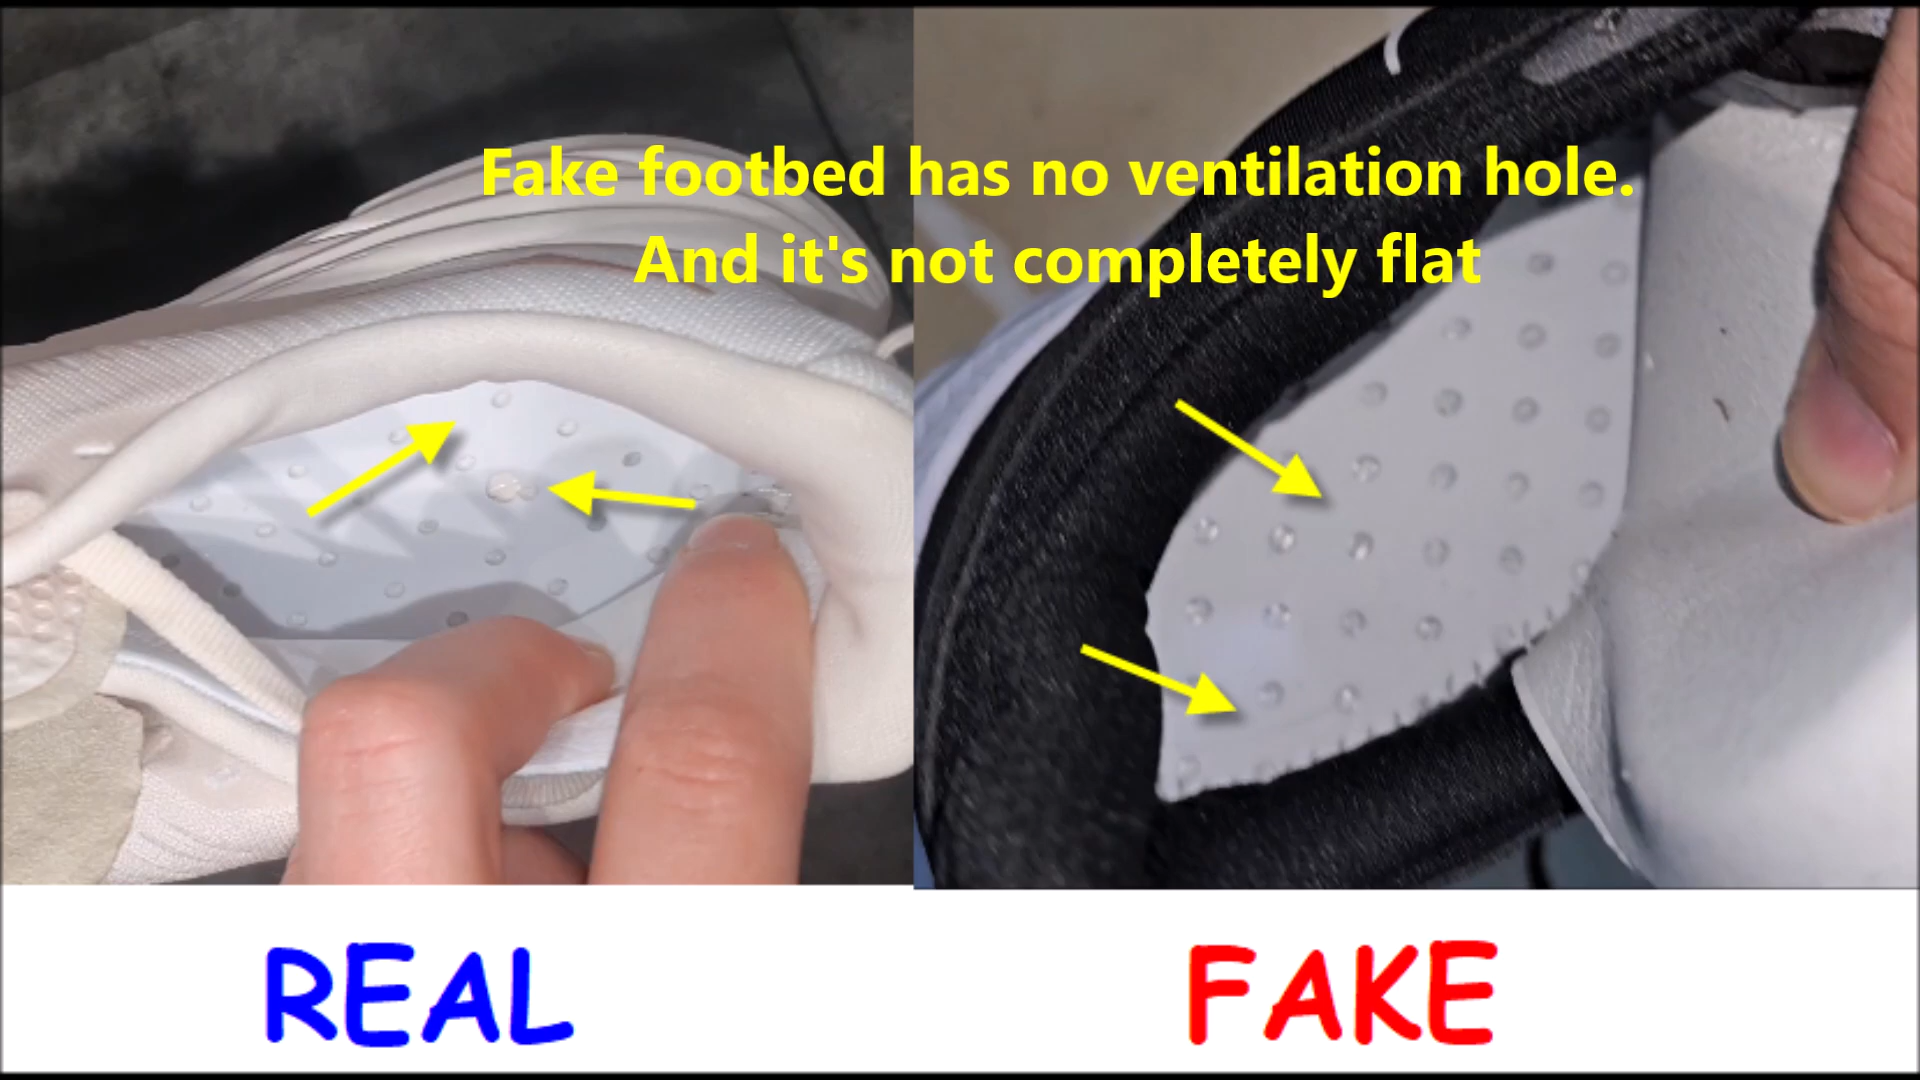 Fake footbed has no ventilation hole.
And it's not completely flat
REAL
FAKE